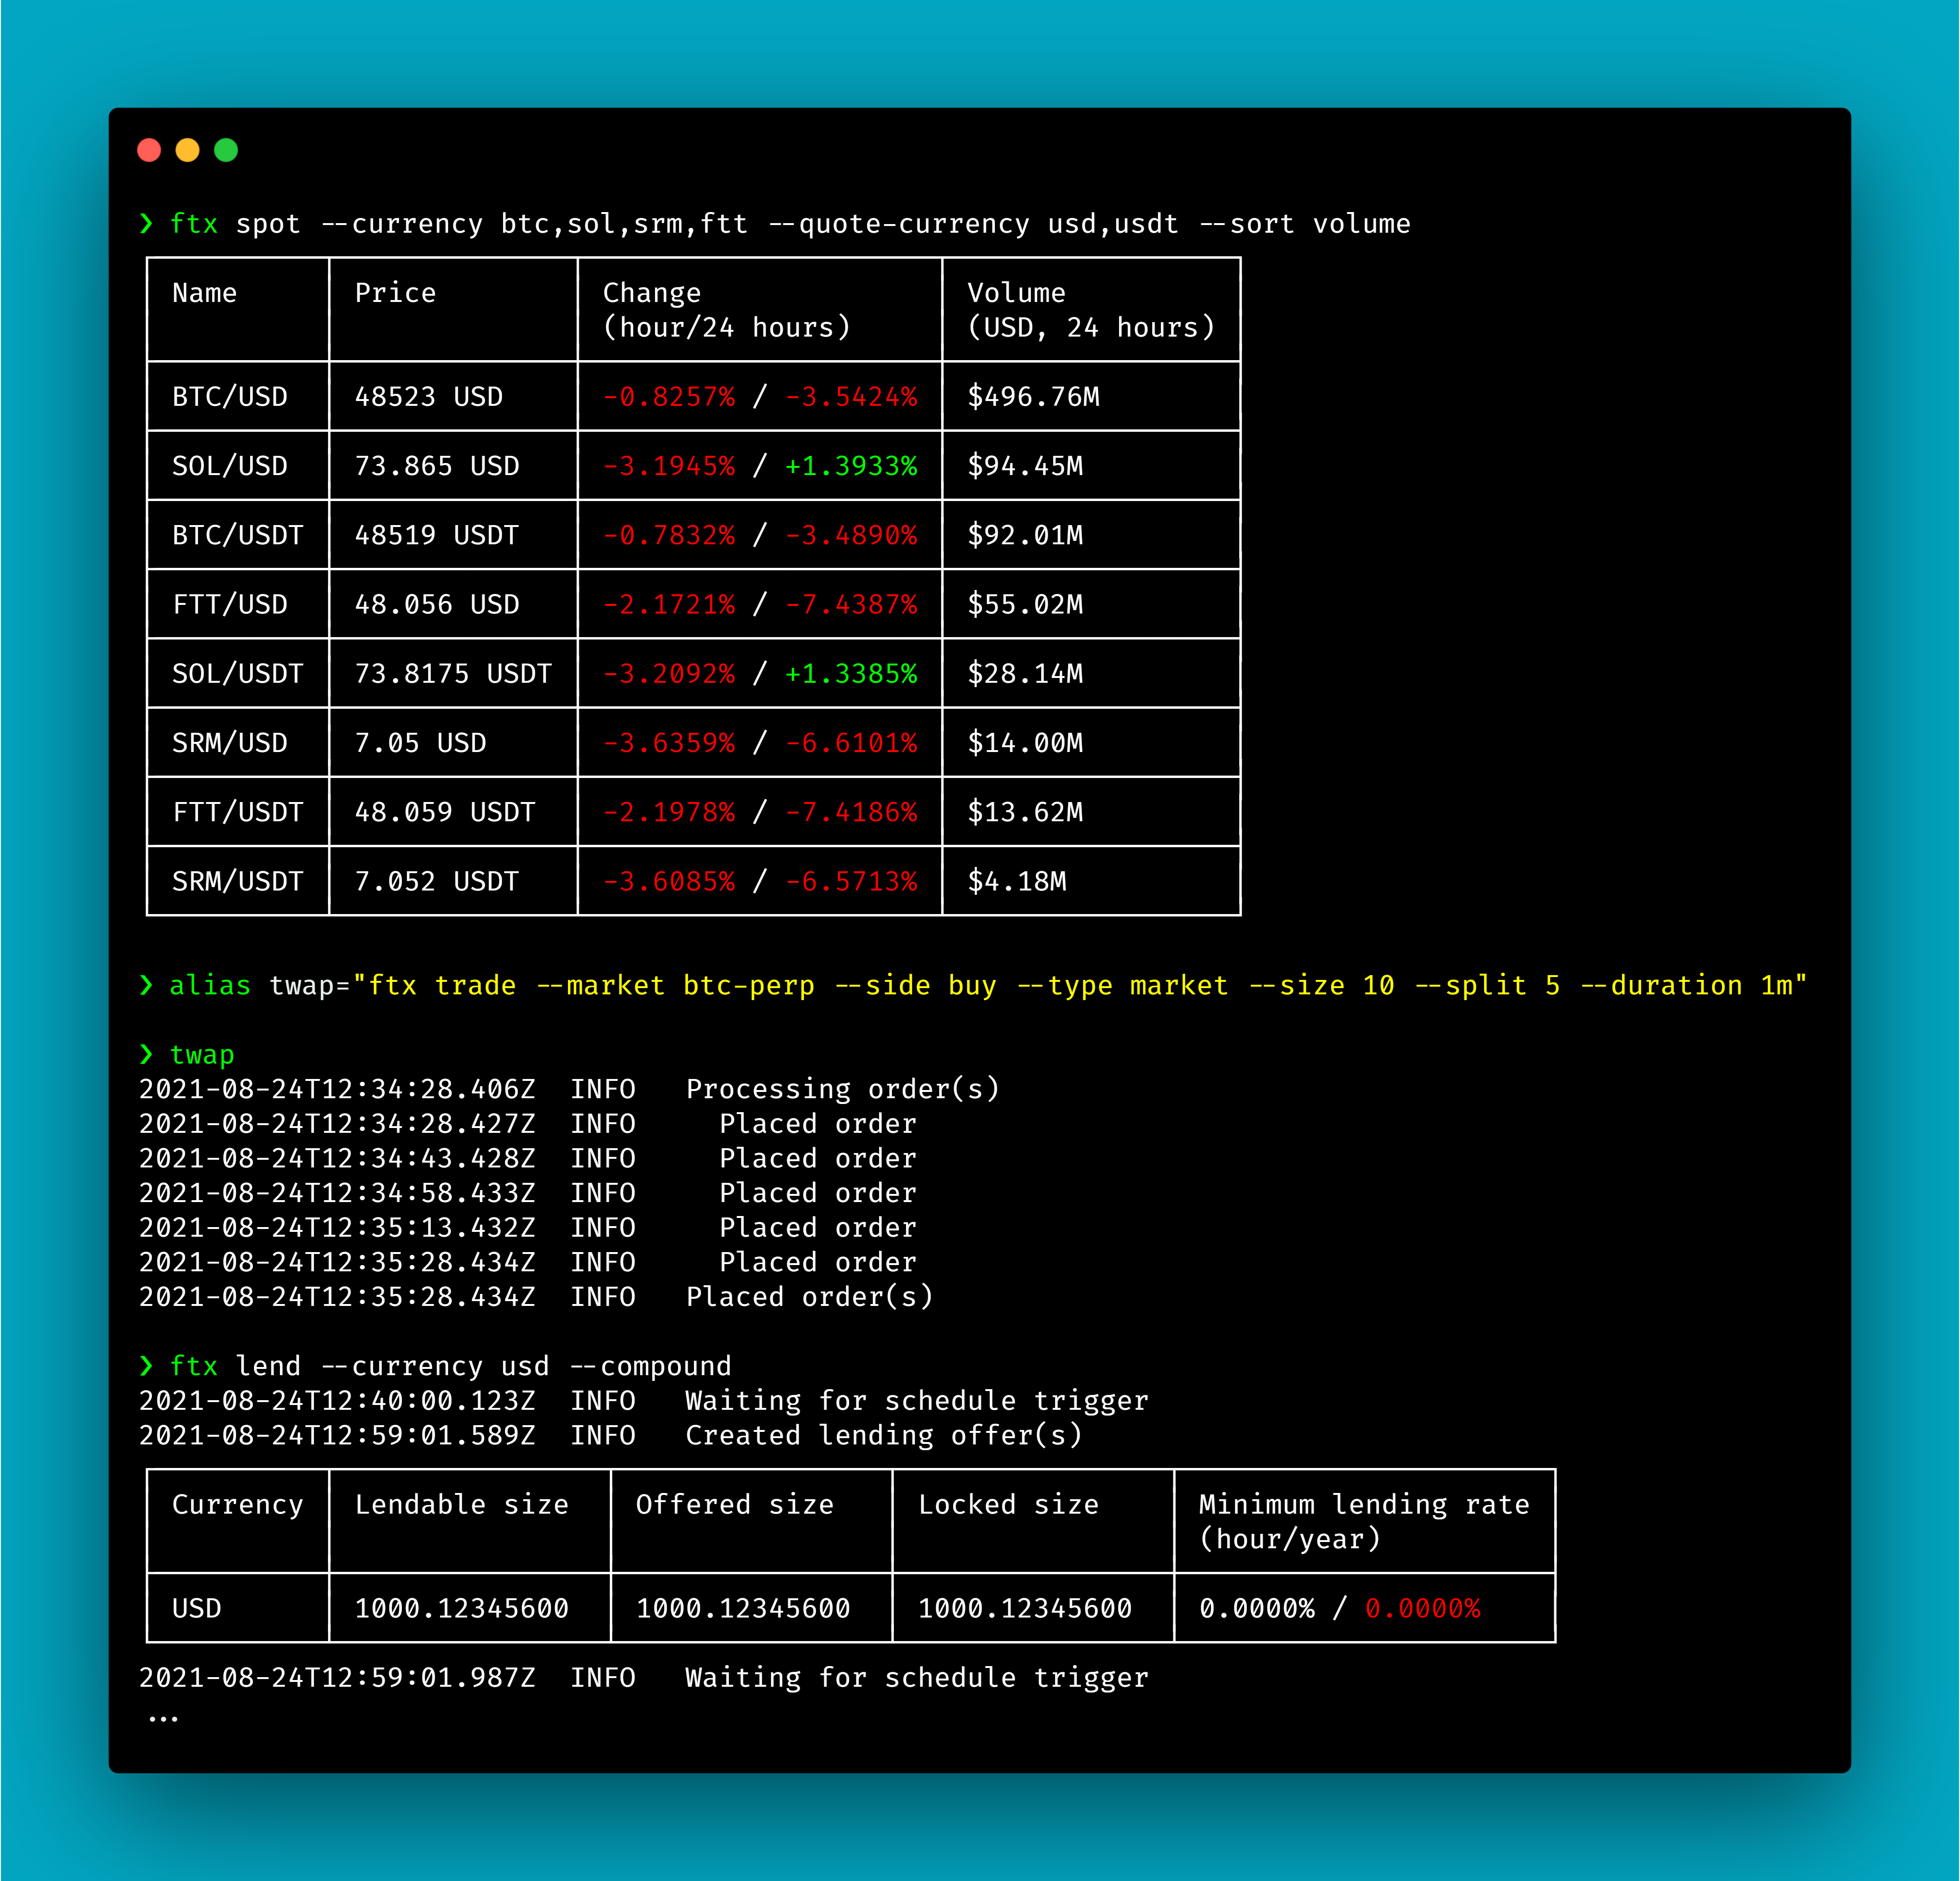 ❯ ftx spot --currency btc,sol,srm,ftt --quote-currency usd,usdt --sort volume
Name Price Change Volume
(hour/24 hours) (USD, 24 hours)
BTC/USD 48523 USD -0.8257% / -3.5424% $496.76M
SOL/USD 73.865 USD -3.1945% / +1.3933% $94.45M
BTC/USDT 48519 USDT -0.7832% / -3.4890% $92.01M
FTT/USD 48.056 USD -2.1721% / -7.4387% $55.02M
SOL/USDT 73.8175 USDT -3.2092% / +1.3385% $28.14M
SRM/USD 7.05 USD -3.6359% / -6.6101% $14.00M
FTT/USDT 48.059 USDT -2.1978% / -7.4186% $13.62M
SRM/USDT 7.052 USDT -3.6085% / -6.5713% $4.18M
❯ alias twap="ftx trade --market btc-perp --side buy --type market --size 10 --split 5 --duration 1m"
❯ twap
2021-08-24T12:34:28.406Z INFO Processing order(s)
2021-08-24T12:34:28.427Z INFO Placed order
2021-08-24T12:34:43.428Z INFO Placed order
2021-08-24T12:34:58.433Z INFO Placed order
2021-08-24T12:35:13.432Z INFO Placed order
2021-08-24T12:35:28.434Z INFO Placed order
2021-08-24T12:35:28.434Z INFO Placed order(s)
❯ ftx lend --currency usd --compound
2021-08-24T12:40:00.123Z INFO Waiting for schedule trigger
2021-08-24T12:59:01.589Z INFO Created lending offer(s)
Currency Lendable size Offered size Locked size Minimum lending rate
(hour/year)
USD 1000.12345600 1000.12345600 1000.12345600 0.0000% / 0.0000%
2021-08-24T12:59:01.987Z INFO Waiting for schedule trigger
...